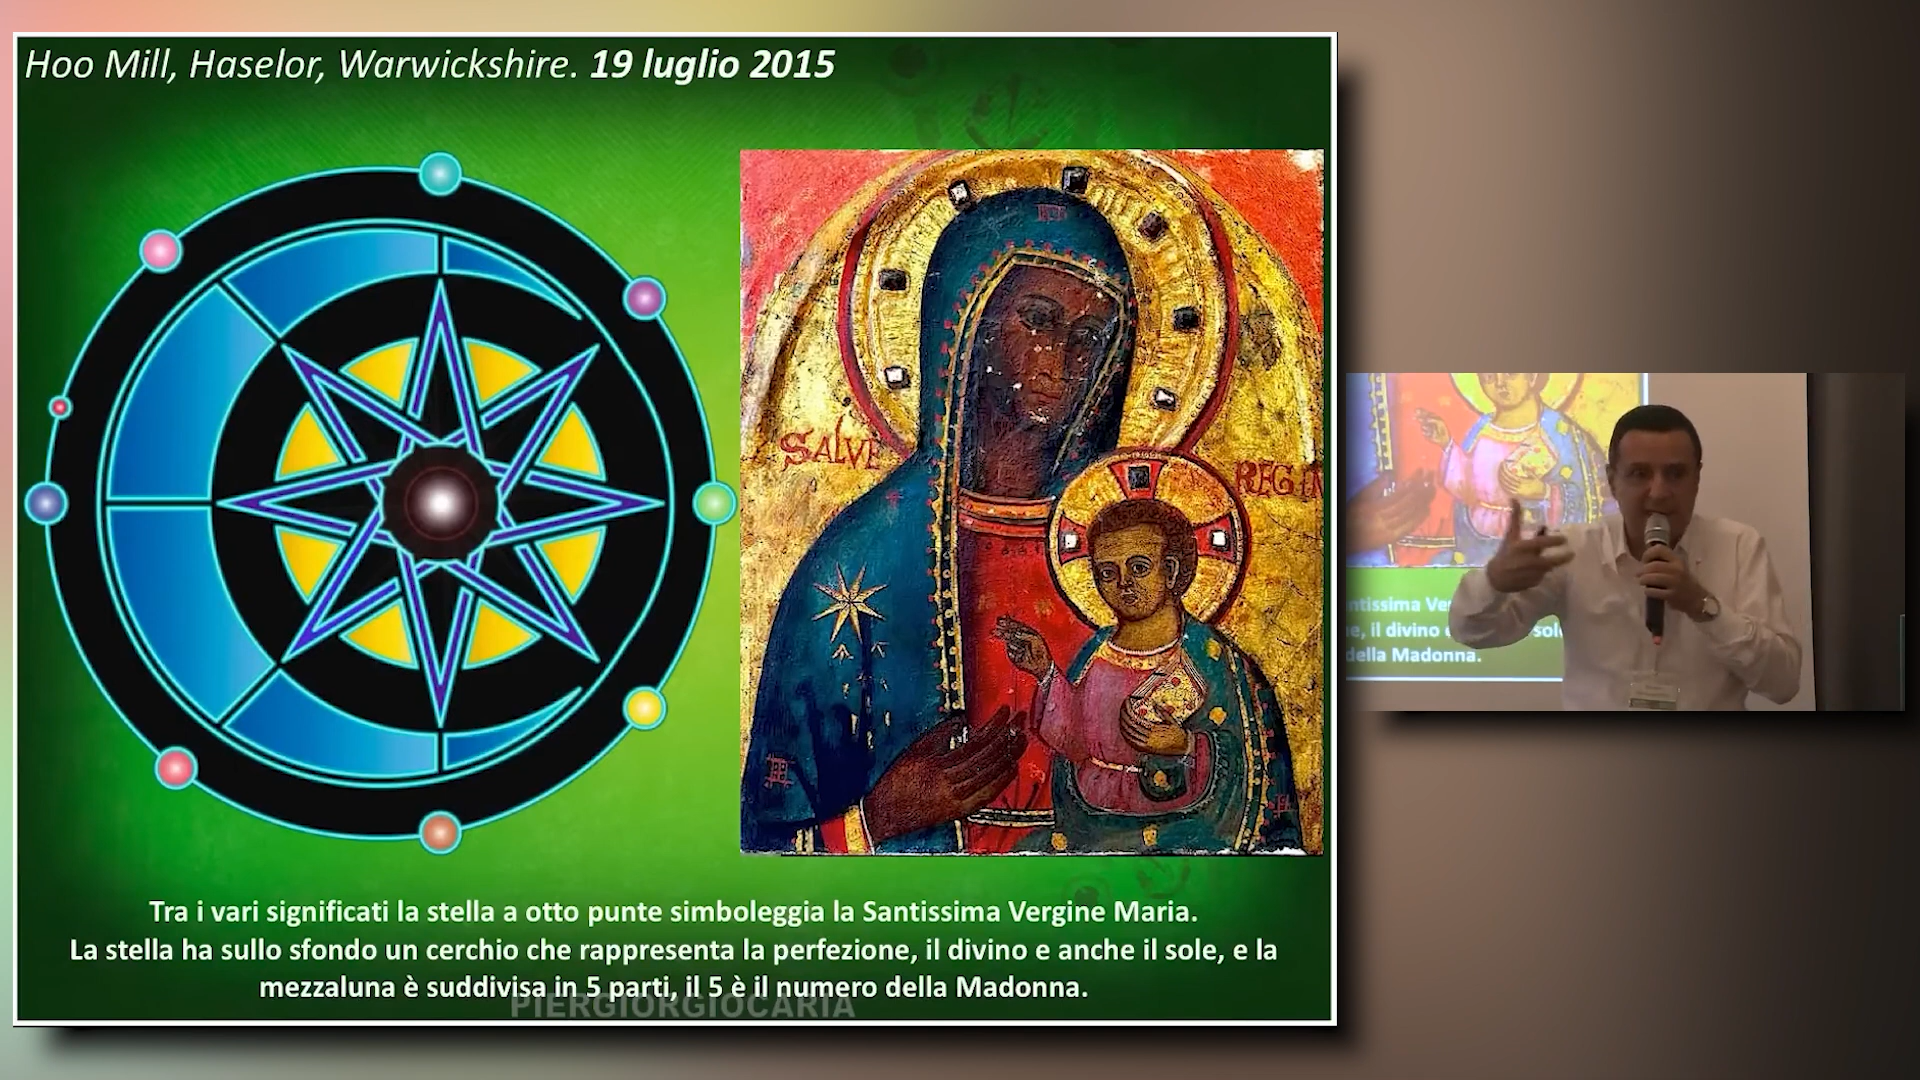 Hoo Mill, Haselor, Warwickshire. 19 luglio 2015
SALVE
REGIN
Tra i vari significati la stella a otto punte simboleggia la Santissima Vergine Maria.
La stella ha sullo sfondo un cerchio che rappresenta la perfezione, il divino e anche il sole, e la
mezzaluna è suddivisa in 5 parti, il 5 è il numero della Madonna.
PIERGIORGIOCARIA
ntissima Ve
e, il divino
sol
della Madonna.